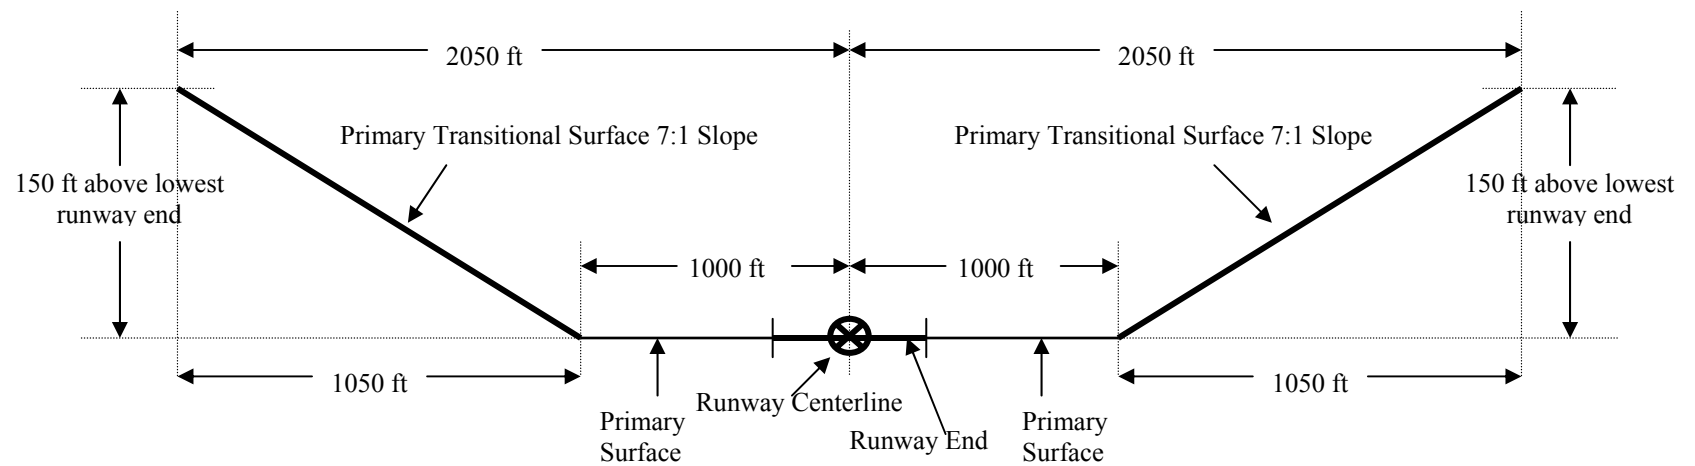 2050 ft
2050 ft
Primary Transitional Surface 7:1 Slope
Primary Transitional Surface 7:1 Slope
150 ft above lowest
runway end
150 ft above lowest
runway end
1000 ft
1000 ft
1050 ft
1050 ft
Runway Centerline
Primary
Surface
Runway End
Primary
Surface